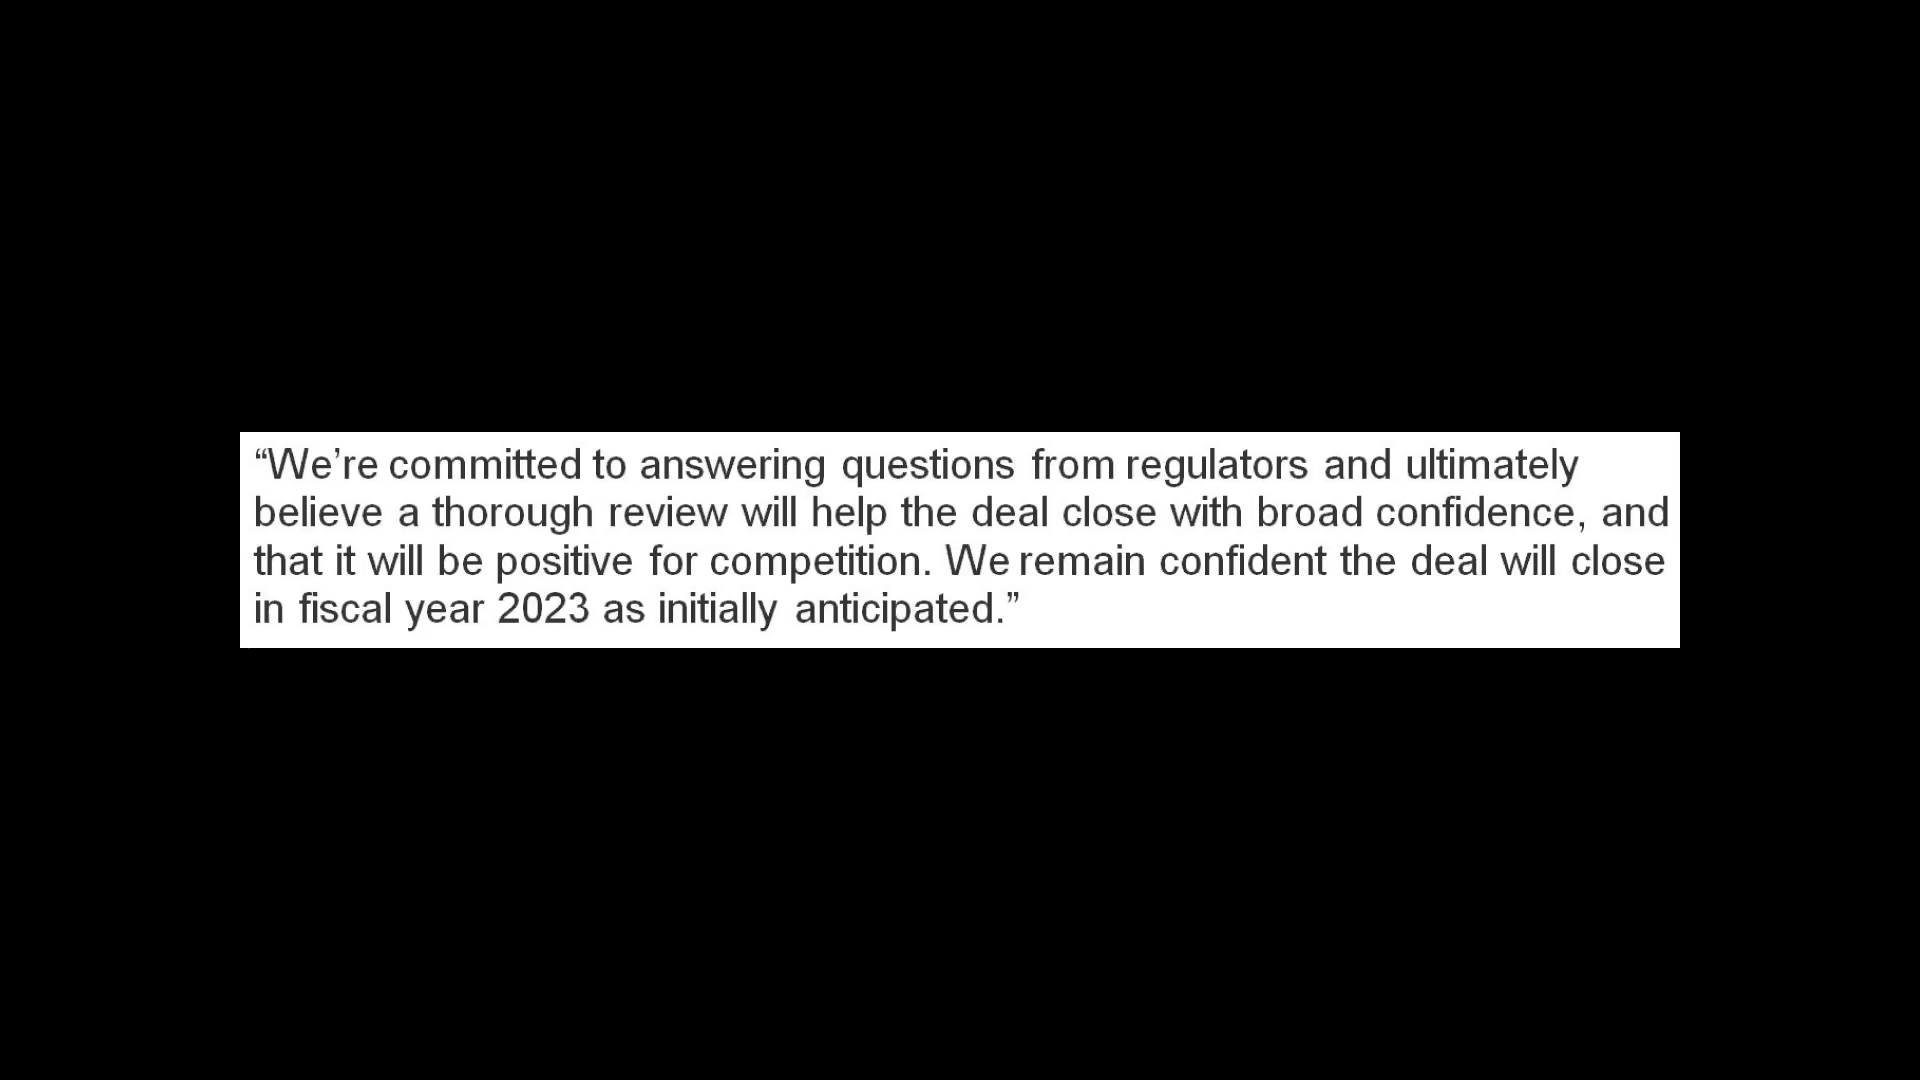 “We’re committed to answering questions from regulators and ultimately
believe a thorough review will help the deal close with broad confidence, and
that it will be positive for competition. We remain confident the deal will close
in fiscal year 2023 as initially anticipated.”